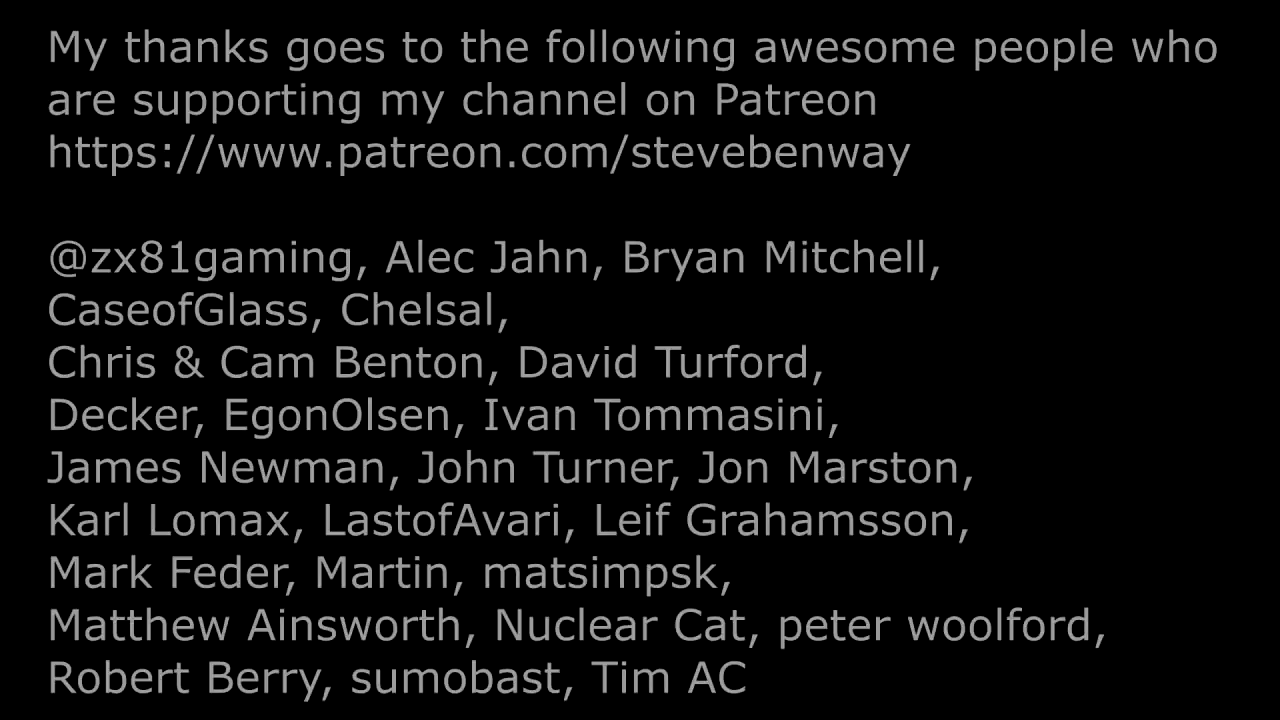 My thanks goes to the following awesome people who
are supporting my channel on Patreon
https://www.patreon.com/stevebenway
@zx81gaming, Alec Jahn, Bryan Mitchell,
CaseofGlass, Chelsal,
Chris & Cam Benton, David Turford,
Decker, EgonOlsen, Ivan Tommasini,
James Newman, John Turner, Jon Marston,
Karl Lomax, LastofAvari, Leif Grahamsson,
Mark Feder, Martin, matsimpsk,
Matthew Ainsworth, Nuclear Cat, peter woolford,
Robert Berry, sumobast, Tim AC